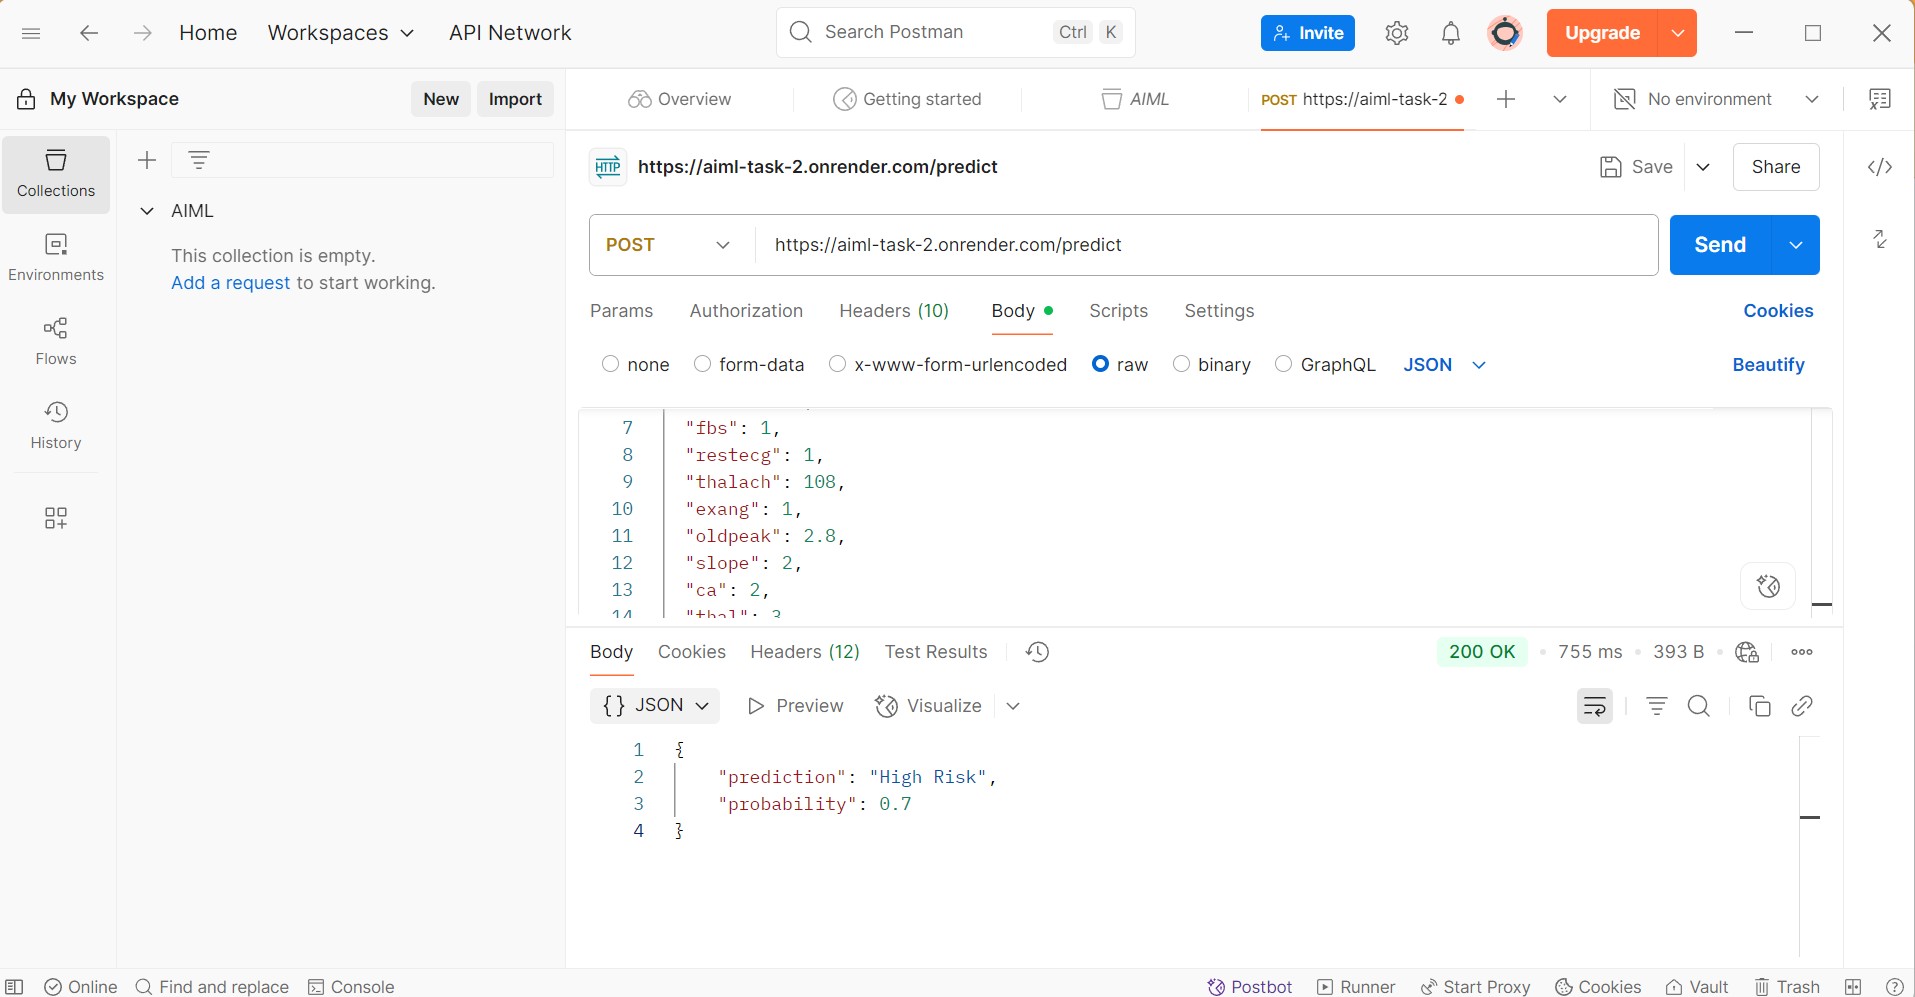 Home Workspaces API Network Search Postman Ctrl K Invite Upgrade
My Workspace New Import Overview Getting started AIML POST https://aiml-task-2 No environment
Collections
Environments
Flows
History
AIML
This collection is empty.
Add a request to start working.
HTTP https://aiml-task-2.onrender.com/predict Save Share
POST https://aiml-task-2.onrender.com/predict Send
Params Authorization Headers (10) Body Scripts Settings Cookies
none form-data x-www-form-urlencoded raw binary GraphQL JSON Beautify
7 "fbs": 1,
8 "restecg": 1,
9 "thalach": 108,
10 "exang": 1,
11 "oldpeak": 2.8,
12 "slope": 2,
13 "ca": 2,
14 "thal": 3
Body Cookies Headers (12) Test Results 200 OK • 755 ms • 393 B •
{} JSON Preview Visualize
1 {
2 "prediction": "High Risk",
3 "probability": 0.7
4 }
Online Find and replace Console Postbot Runner Start Proxy Cookies Vault Trash